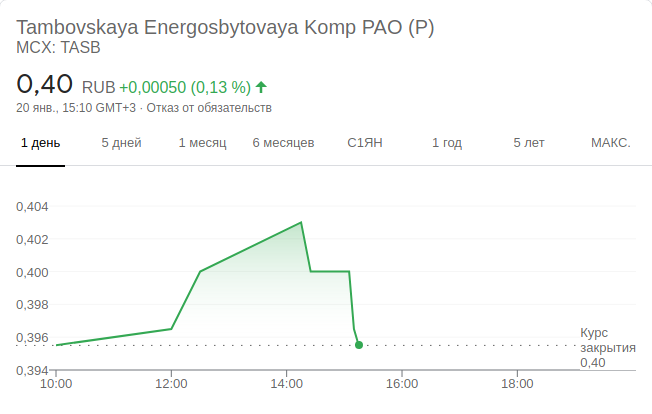 Tambovskaya Energosbytovaya Komp PAO (P)
MCX: TASB
0,40 RUB +0,00050 (0,13 %)
20 янв., 15:10 GMT+3 · Отказ от обязательств
1 день 5 дней 1 месяц 6 месяцев С1ЯН 1 год 5 лет МАКС.
0,404
0,402
0,400
0,398
0,396
0,394
Курс
закрытия
0,40
10:00 12:00 14:00 16:00 18:00